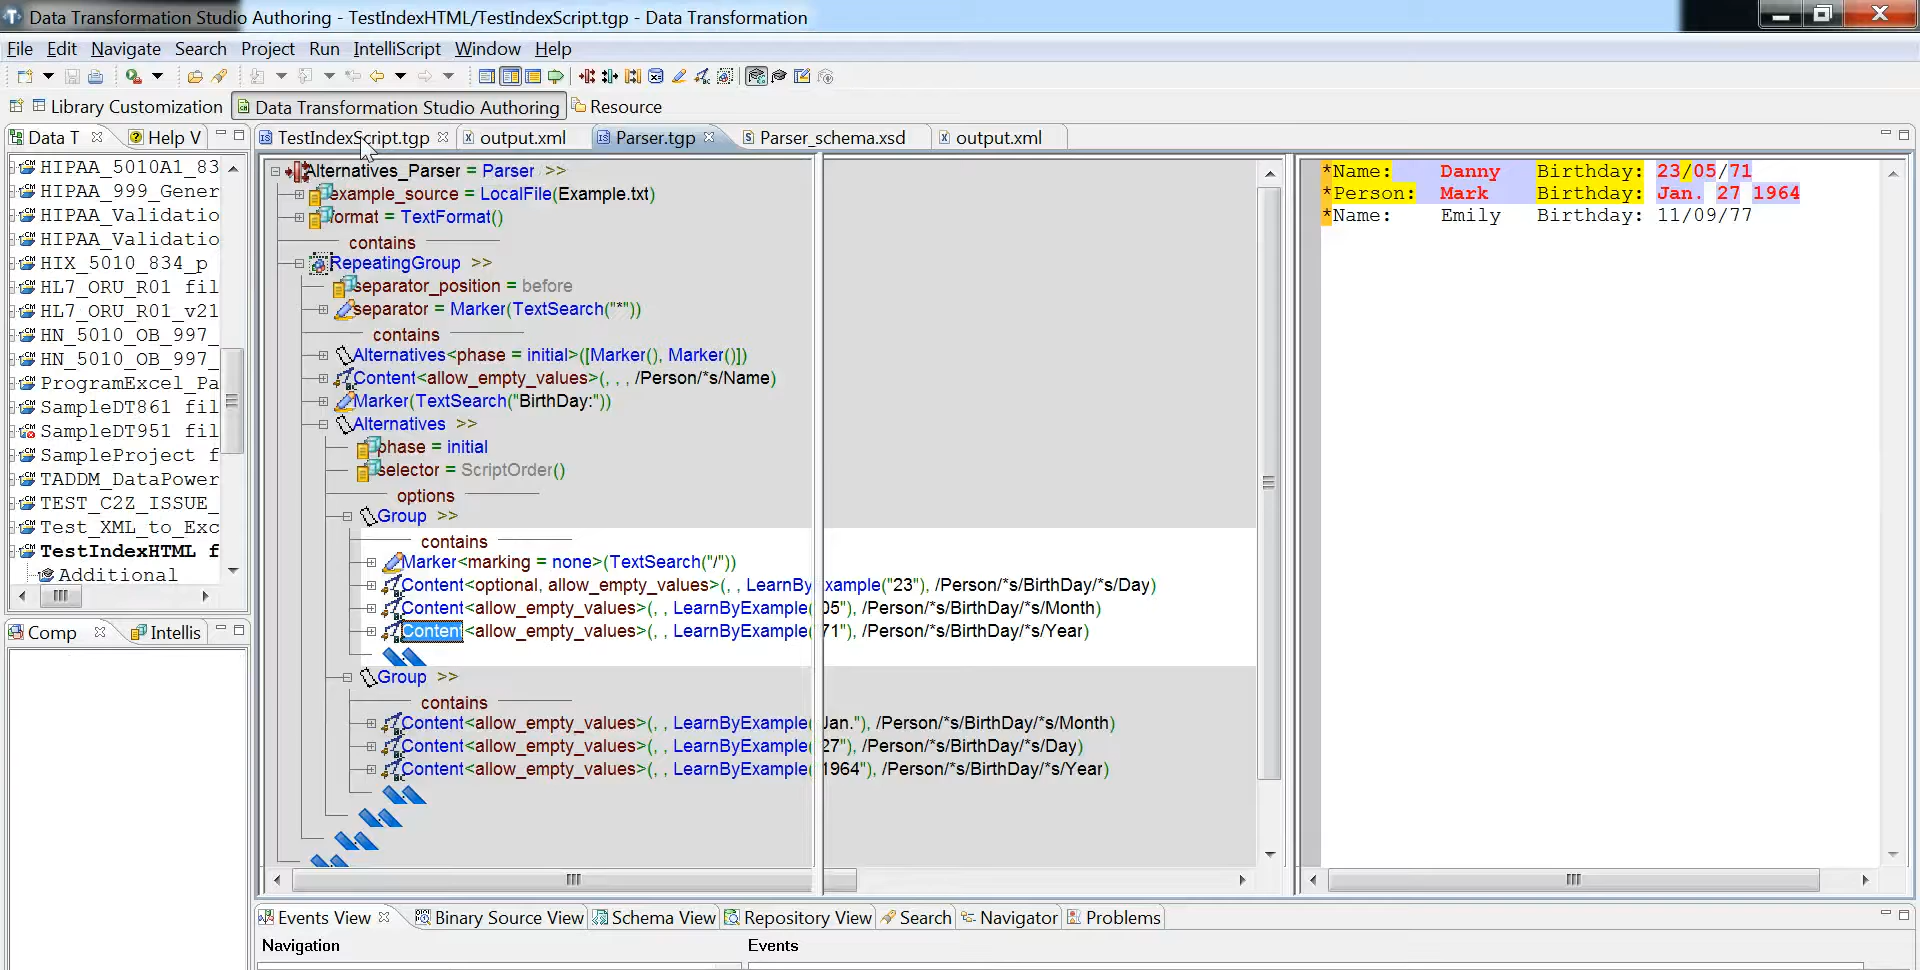 Data Transformation Studio Authoring - TestIndexHTML/TestIndexScript.tgp - Data Transformation
File Edit Navigate Search Project Run IntelliScript Window Help
Library Customization Data Transformation Studio Authoring Resource
Data T Help V TestIndexScript.tgp output.xml Parser.tgp Parser_schema.xsd output.xml
HIPAA_5010A1_83
HIPAA_999_Gener
HIPAA_Validatio
HIPAA_Validatio
HIX_5010_834_p
HL7_ORU_R01 fil
HL7_ORU_R01_v21
HN_5010_OB_997_
HN_5010_OB_997_
ProgramExcel_Pa
SampleDT861 fil
SampleDT951 fil
SampleProject f
TADDM_DataPower
TEST_C2Z_ISSUE_
Test_XML_to_Exc
TestIndexHTML f
Additional
Comp Intellis
Alternatives_Parser = Parser >>
example_source = LocalFile(Example.txt)
format = TextFormat()
contains
RepeatingGroup >>
separator_position = before
separator = Marker(TextSearch("*"))
contains
Alternatives<phase = initial>([Marker(), Marker()])
Content<allow_empty_values>(, , , /Person/*s/Name)
Marker(TextSearch("BirthDay:"))
Alternatives >>
phase = initial
selector = ScriptOrder()
options
Group >>
contains
Marker<marking = none>(TextSearch("/"))
Content<optional, allow_empty_values>(, , LearnByExample("23"), /Person/*s/BirthDay/*s/Day)
Content<allow_empty_values>(, , LearnByExample("05"), /Person/*s/BirthDay/*s/Month)
Content<allow_empty_values>(, , LearnByExample("71"), /Person/*s/BirthDay/*s/Year)
Group >>
contains
Content<allow_empty_values>(, , LearnByExample("Jan."), /Person/*s/BirthDay/*s/Month)
Content<allow_empty_values>(, , LearnByExample("27"), /Person/*s/BirthDay/*s/Day)
Content<allow_empty_values>(, , LearnByExample("1964"), /Person/*s/BirthDay/*s/Year)
*Name: Danny Birthday: 23/05/71
*Person: Mark Birthday: Jan. 27 1964
*Name: Emily Birthday: 11/09/77
Events View Binary Source View Schema View Repository View Search Navigator Problems
Navigation Events